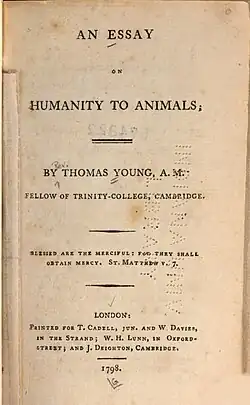 AN ESSAY
ON
HUMANITY TO ANIMALS;
BY THOMAS YOUNG, A. M.
FELLOW OF TRINITY-COLLEGE, CAMBRIDGE.
BLESSED ARE THE MERCIFUL: FOR THEY SHALL
OBTAIN MERCY. ST. MATTHEW V. 7.
LONDON:
PRINTED FOR T. CADELL, JUN. AND W. DAVIES,
IN THE STRAND; W. H. LUNN, IN OXFORD-
STREET; AND J. DEIGHTON, CAMBRIDGE.
1798.